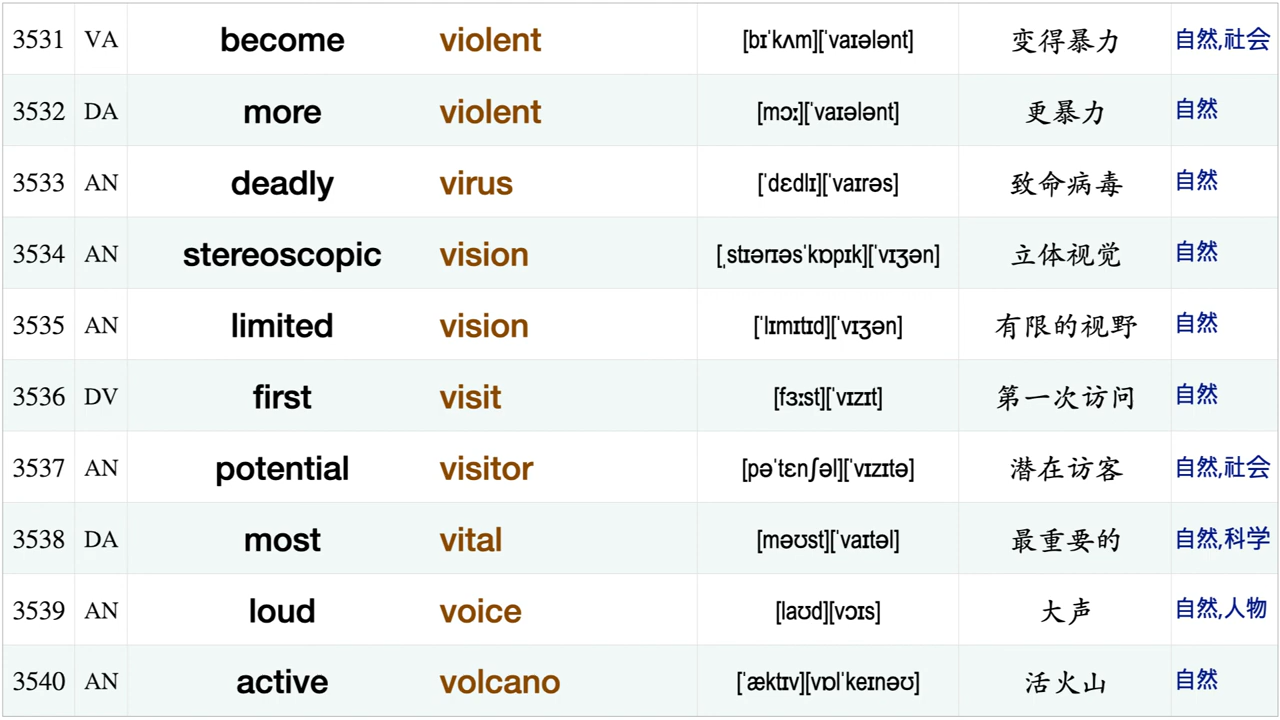 3531 VA become violent [bɪˈkʌm][ˈvaɪələnt] 变得暴力 自然,社会
3532 DA more violent [mɔɪ][ˈvaɪələnt] 更暴力 自然
3533 AN deadly virus [ˈdɛdlɪ][ˈvaɪrəs] 致命病毒 自然
3534 AN stereoscopic vision [ˌstɪərɪəsˈkɒpɪk][ˈvɪʒən] 立体视觉 自然
3535 AN limited vision [ˈlɪmɪtɪd][ˈvɪʒən] 有限的视野 自然
3536 DV first visit [fɜɪst][ˈvɪzɪt] 第一次访问 自然
3537 AN potential visitor [pəˈtɛnʃəl][ˈvɪzɪtə] 潜在访客 自然,社会
3538 DA most vital [məʊst][ˈvaɪtəl] 最重要的 自然,科学
3539 AN loud voice [laʊd][vɔɪs] 大声 自然,人物
3540 AN active volcano [ˈæktɪv][vɒlˈkeɪnəʊ] 活火山 自然